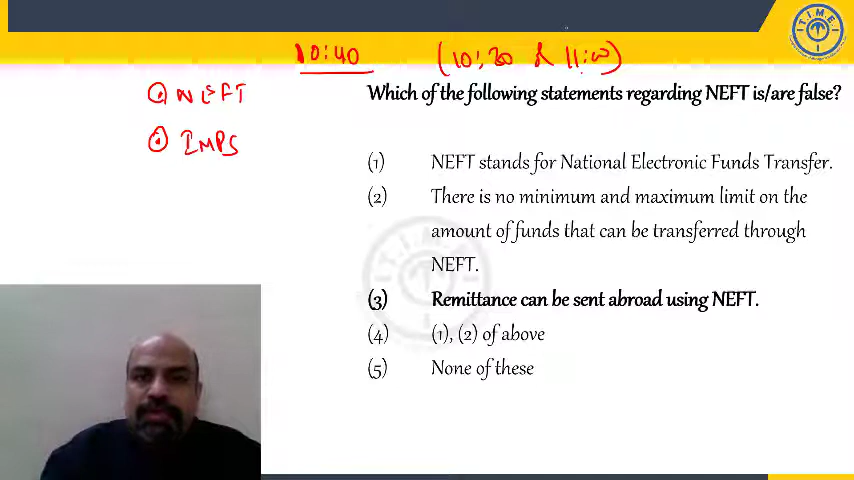 T.I.M.E.
10:40 (10:30 & 11:00)
Which of the following statements regarding NEFT is/are false?
NEFT
IMPS
(1) NEFT stands for National Electronic Funds Transfer.
(2) There is no minimum and maximum limit on the
amount of funds that can be transferred through
NEFT.
(3) Remittance can be sent abroad using NEFT.
(4) (1), (2) of above
(5) None of these
T.I.M.E.